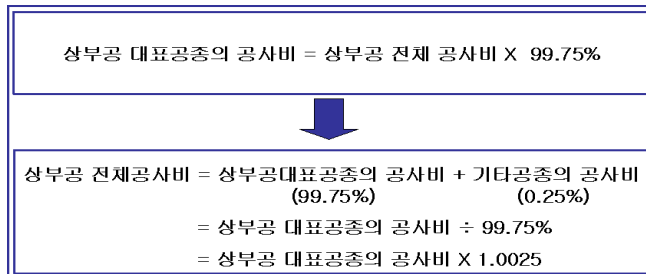 상부공 대표공종의 공사비 = 상부공 전체 공사비 X 99.75%
상부공 전체공사비 = 상부공대표공종의 공사비 + 기타공종의 공사비
(99.75%) (0.25%)
= 상부공 대표공종의 공사비 ÷ 99.75%
= 상부공 대표공종의 공사비 X 1.0025